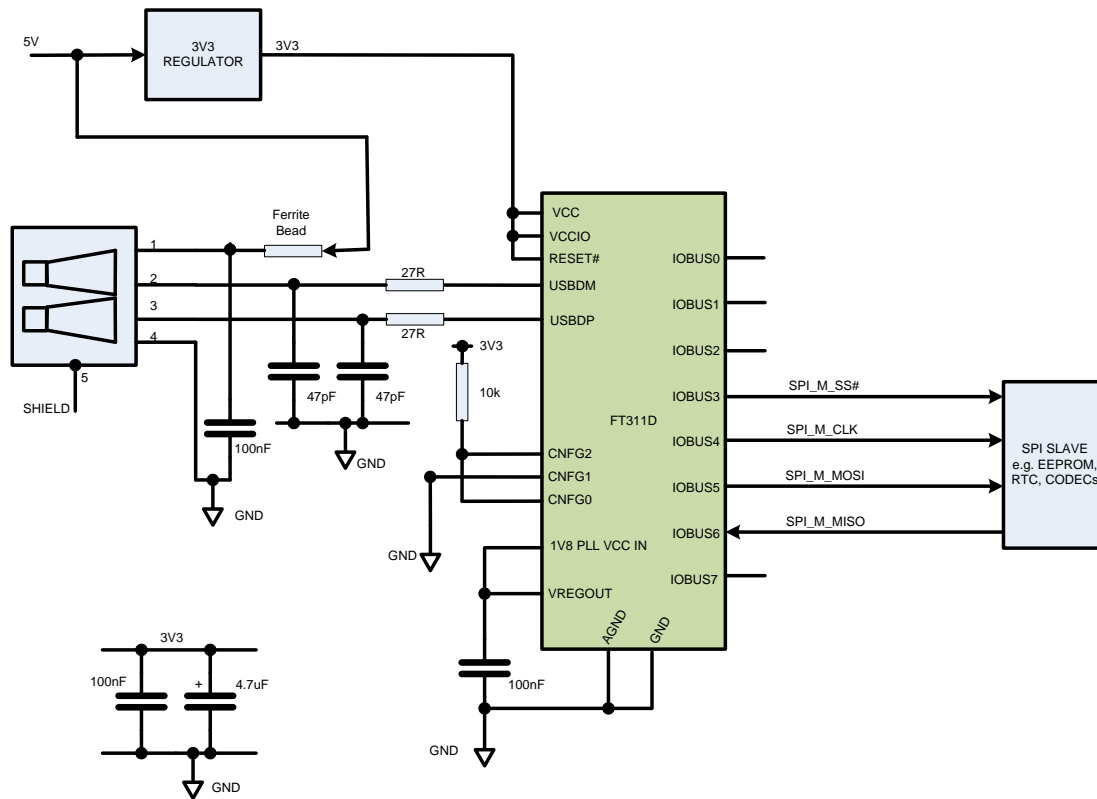 5V
3V3
REGULATOR
3V3
Ferrite
Bead
1
2
3
4
5
SHIELD
27R
27R
47pF
47pF
GND
100nF
GND
3V3
10k
GND
VCC
VCCIO
RESET#
USBDM
USBDP
CNFG2
CNFG1
CNFG0
1V8 PLL VCC IN
VREGOUT
AGND
GND
FT311D
IOBUS0
IOBUS1
IOBUS2
IOBUS3
IOBUS4
IOBUS5
IOBUS6
IOBUS7
SPI_M_SS#
SPI_M_CLK
SPI_M_MOSI
SPI_M_MISO
SPI SLAVE
e.g. EEPROM,
RTC, CODECs
100nF
GND
3V3
100nF
+
4.7uF
GND